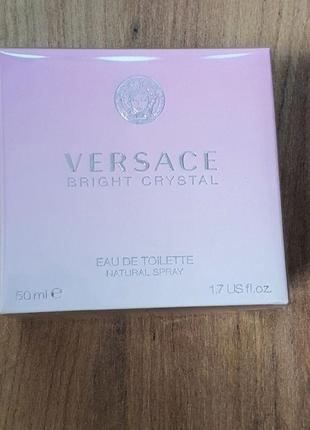 VERSACE
BRIGHT CRYSTAL
EAU DE TOILETTE
NATURAL SPRAY
50 ml ℮ 1.7 US fl.oz.